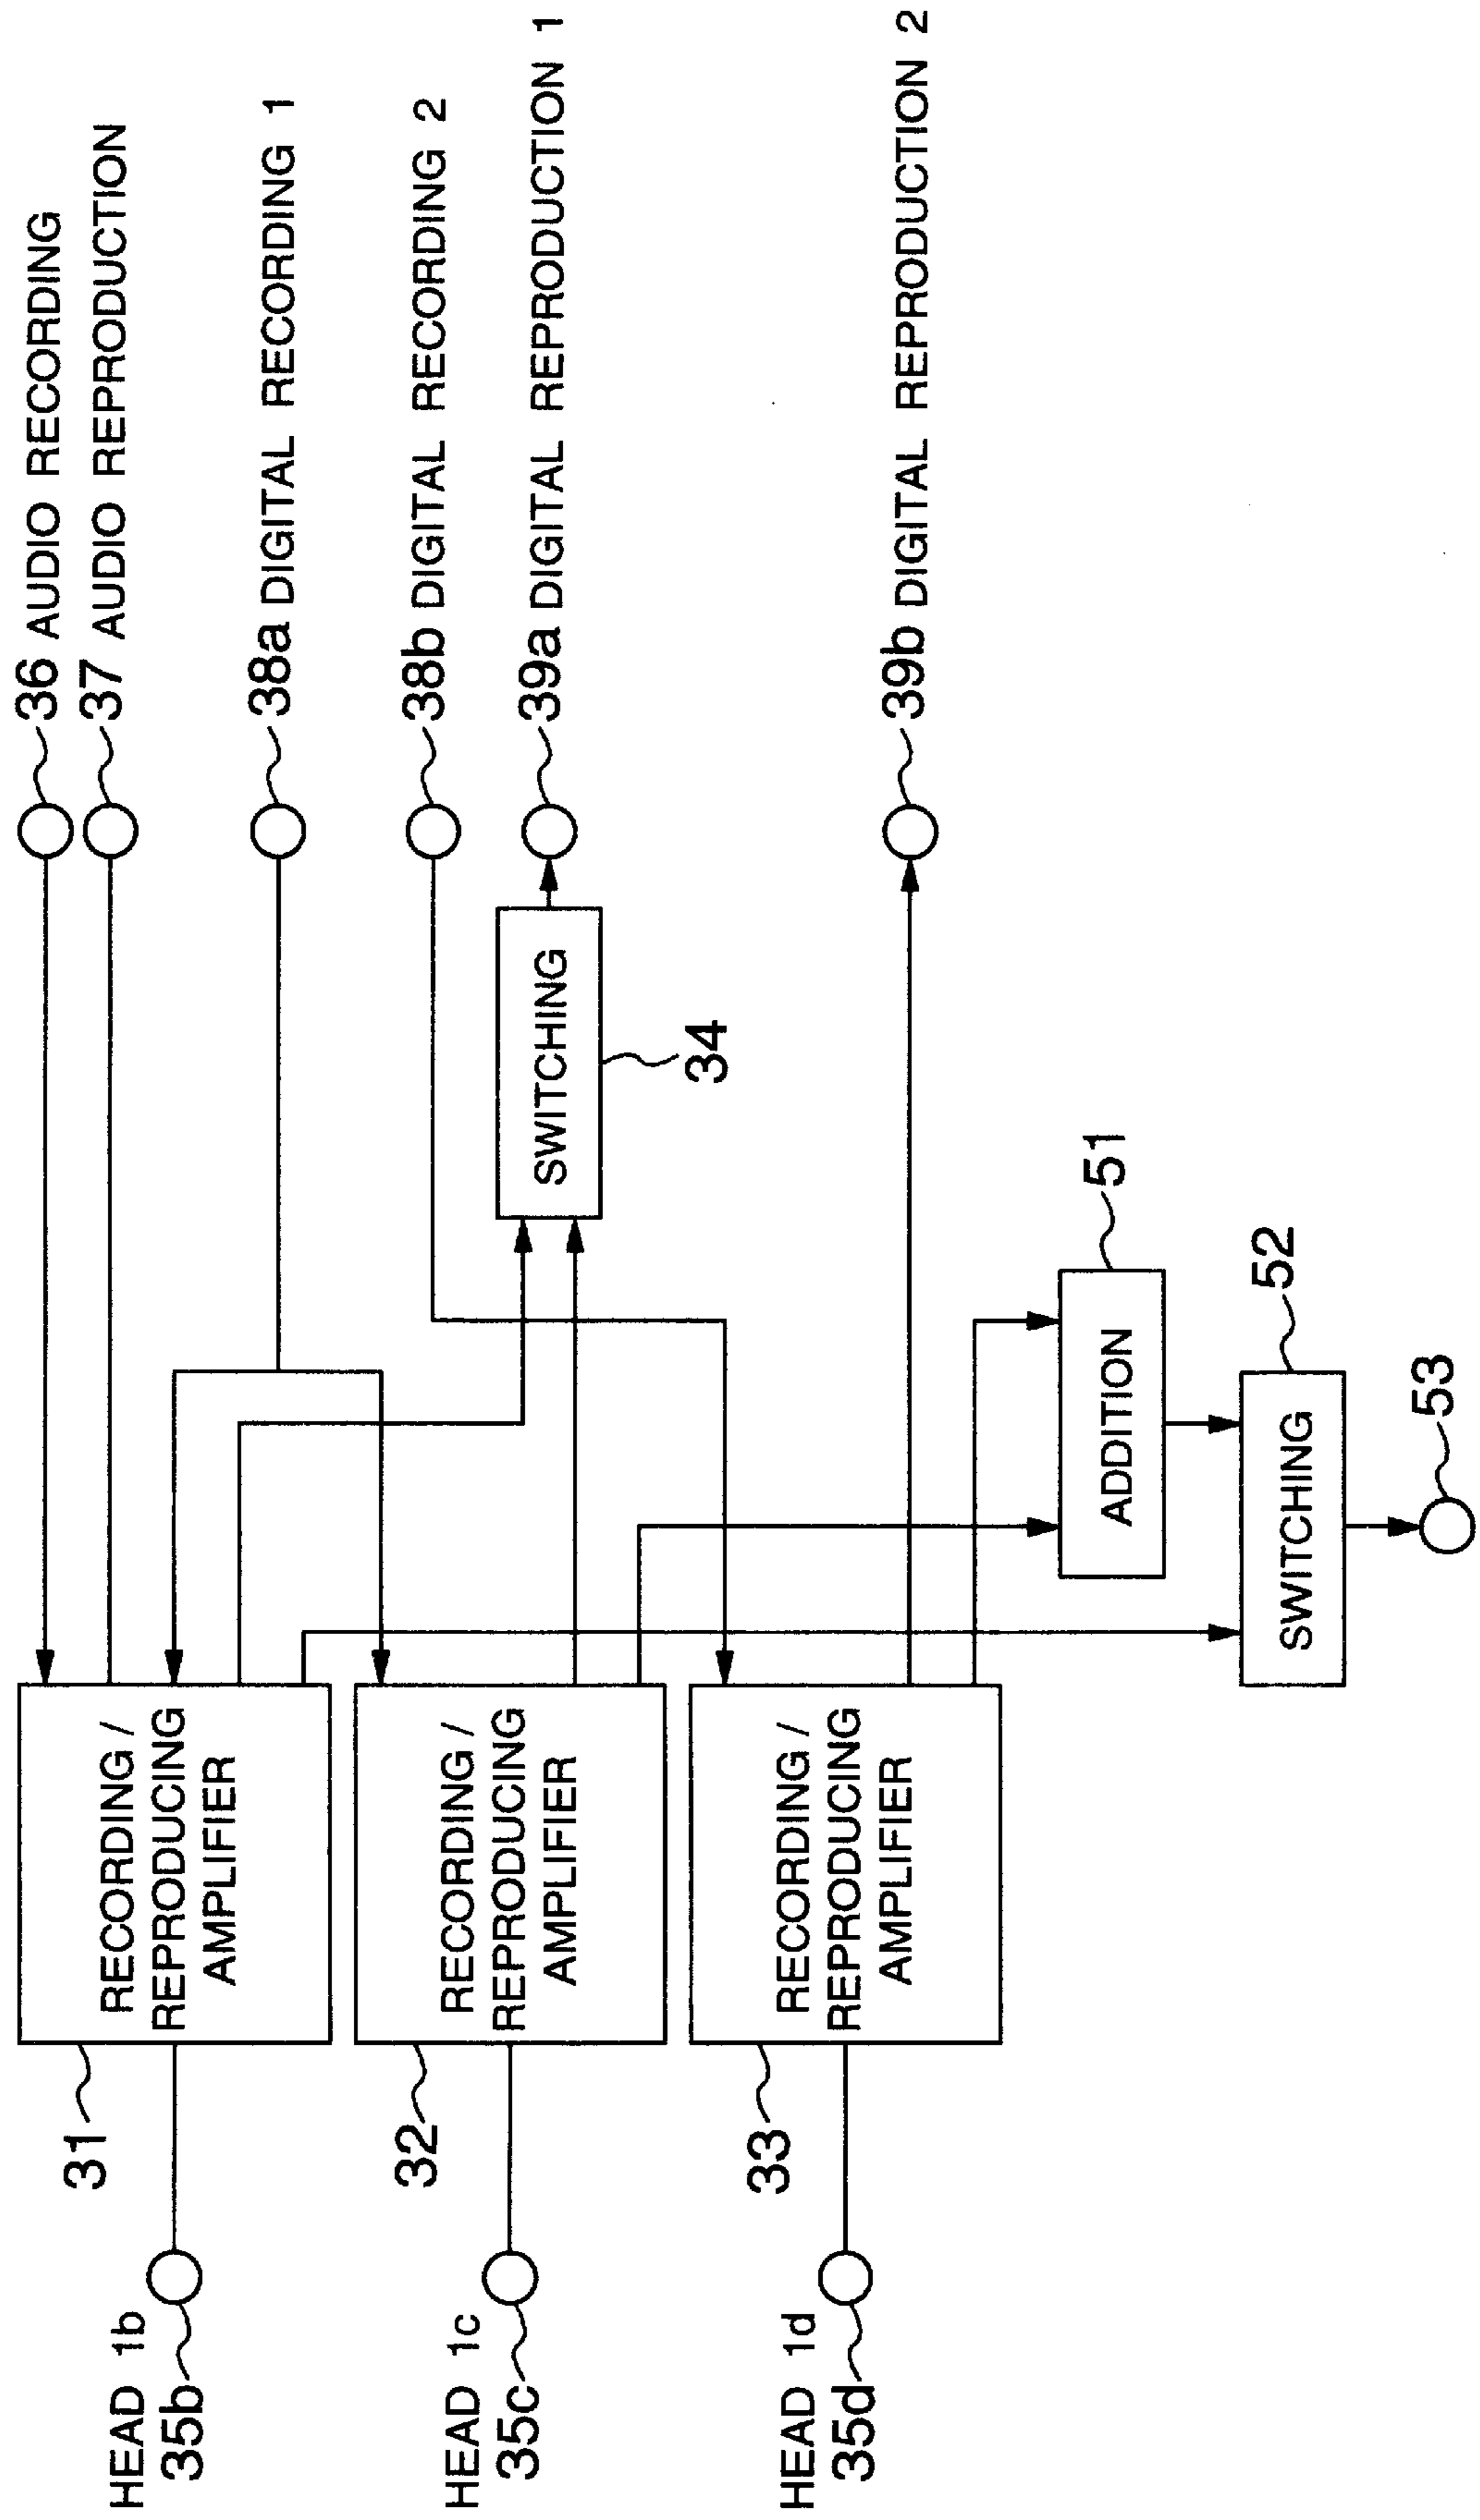 36 AUDIO RECORDING
37 AUDIO REPRODUCTION
38a DIGITAL RECORDING 1
38b DIGITAL RECORDING 2
39a DIGITAL REPRODUCTION 1
39b DIGITAL REPRODUCTION 2
SWITCHING
34
HEAD 1b
35b
31
RECORDING /
REPRODUCING
AMPLIFIER
HEAD 1c
35c
32
RECORDING /
REPRODUCING
AMPLIFIER
HEAD 1d
35d
33
RECORDING /
REPRODUCING
AMPLIFIER
ADDITION
51
SWITCHING
52
53